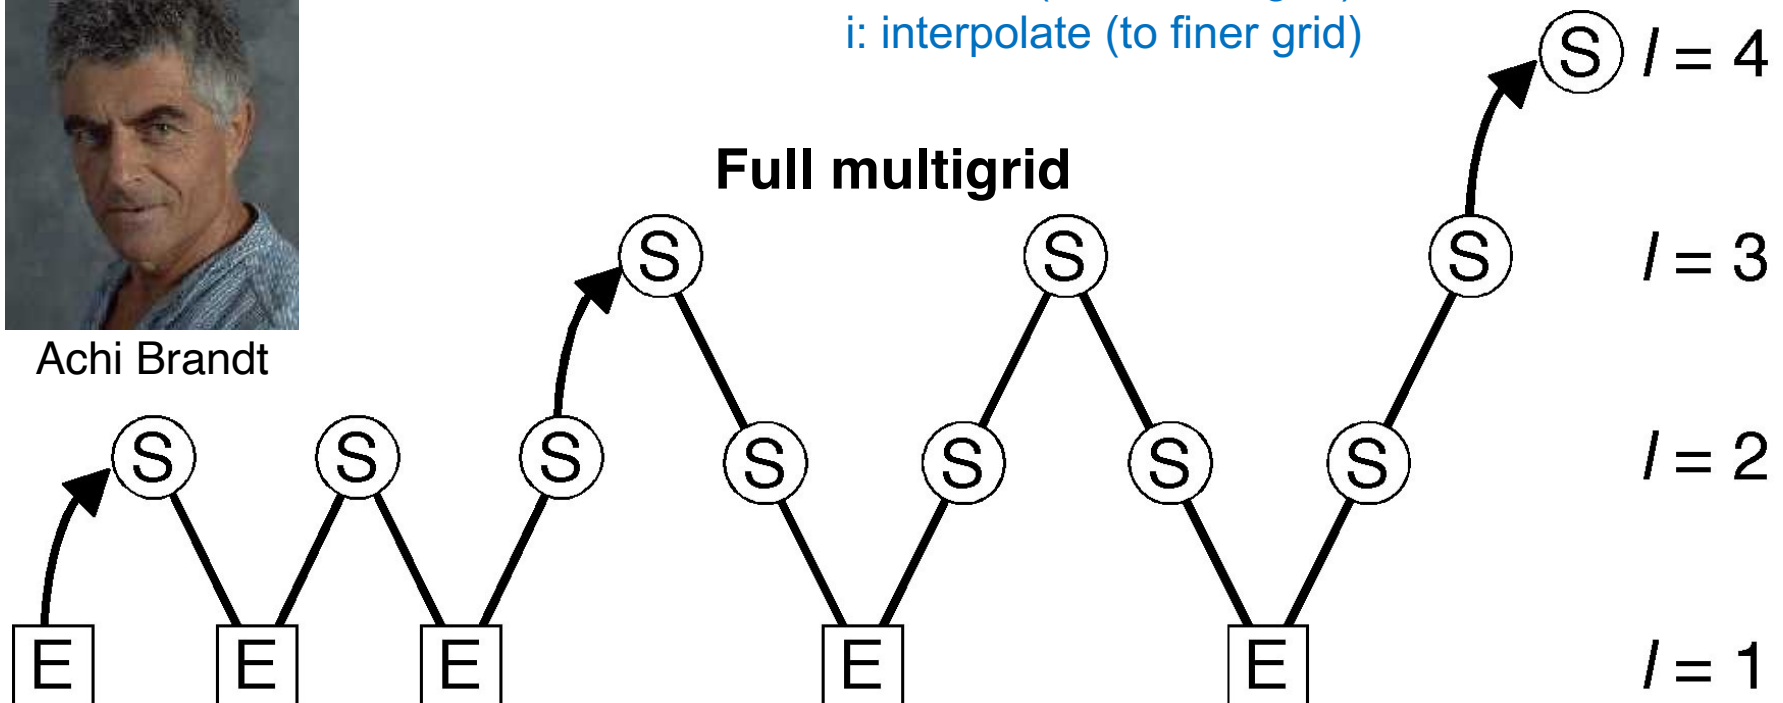 i: interpolate (to finer grid)
S l = 4
Full multigrid
S S S l = 3
Achi Brandt
S S S S S S S l = 2
E E E E E l = 1